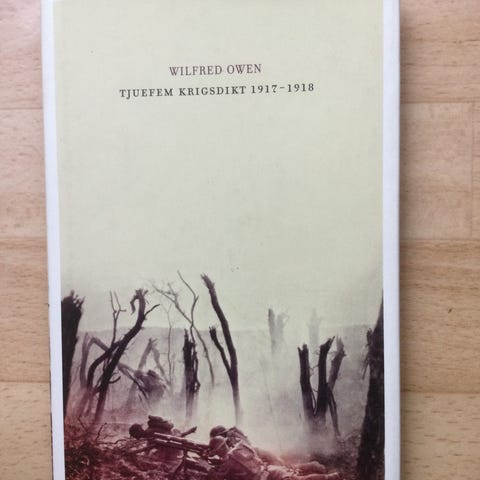 WILFRED OWEN
TJUEFEM KRIGSDIKT 1917–1918